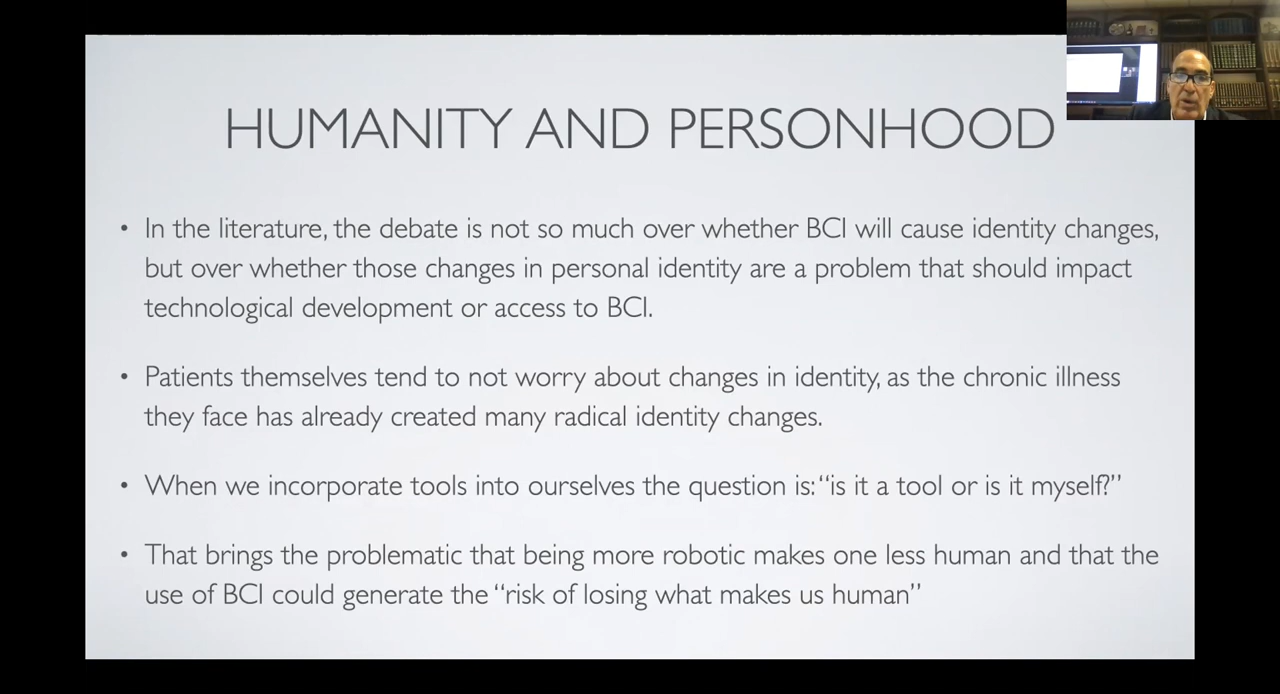 HUMANITY AND PERSONHOOD
• In the literature, the debate is not so much over whether BCI will cause identity changes,
but over whether those changes in personal identity are a problem that should impact
technological development or access to BCI.
• Patients themselves tend to not worry about changes in identity, as the chronic illness
they face has already created many radical identity changes.
• When we incorporate tools into ourselves the question is: “is it a tool or is it myself?”
• That brings the problematic that being more robotic makes one less human and that the
use of BCI could generate the “risk of losing what makes us human”